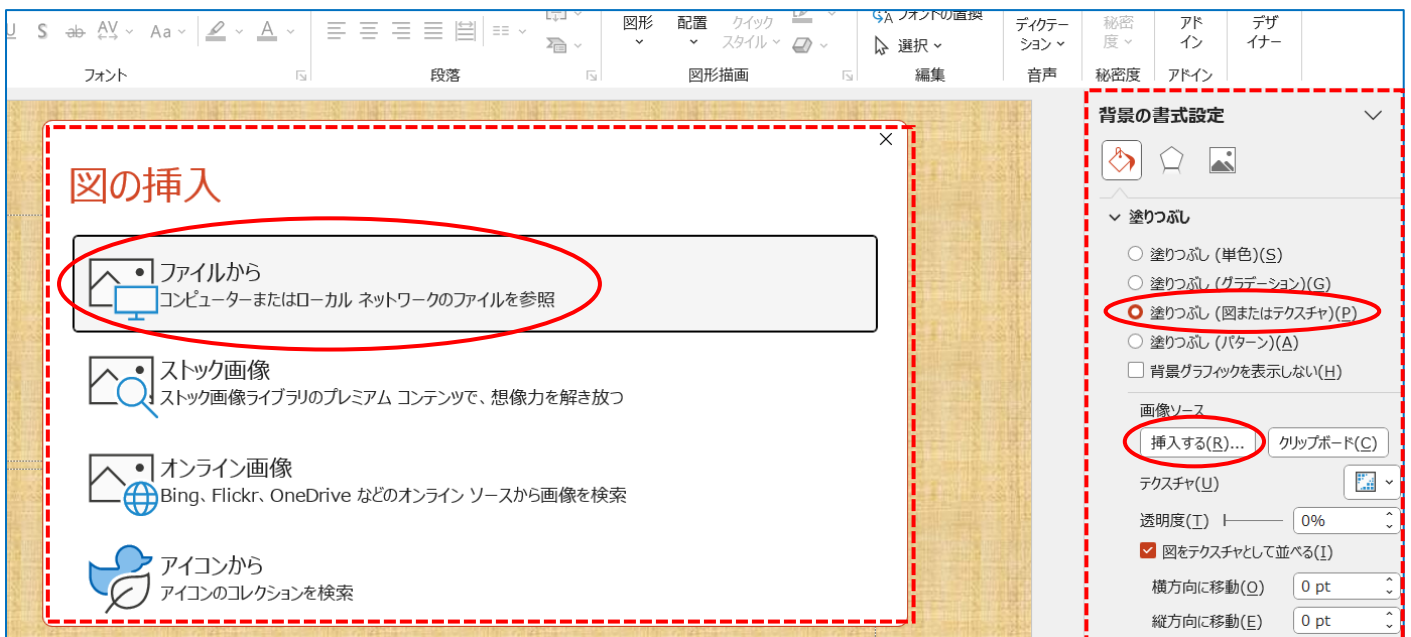 U S ab AV Aa A
図形 配置 クイック
スタイル
フォントの置換
選択
ディクテー
ション
秘密
度
アド
イン
デザ
イナー
フォント 段落 図形描画 編集 音声 秘密度 アドイン
図の挿入
ファイルから
コンピューターまたはローカル ネットワークのファイルを参照
ストック画像
ストック画像ライブラリのプレミアム コンテンツで、想像力を解き放つ
オンライン画像
Bing、Flickr、OneDrive などのオンライン ソースから画像を検索
アイコンから
アイコンのコレクションを検索
背景の書式設定
塗りつぶし
塗りつぶし (単色)(S)
塗りつぶし (グラデーション)(G)
塗りつぶし (図またはテクスチャ)(P)
塗りつぶし (パターン)(A)
背景グラフィックを表示しない(H)
画像ソース
挿入する(R)... クリップボード(C)
テクスチャ(U)
透明度(T) 0%
図をテクスチャとして並べる(I)
横方向に移動(O) 0 pt
縦方向に移動(E) 0 pt